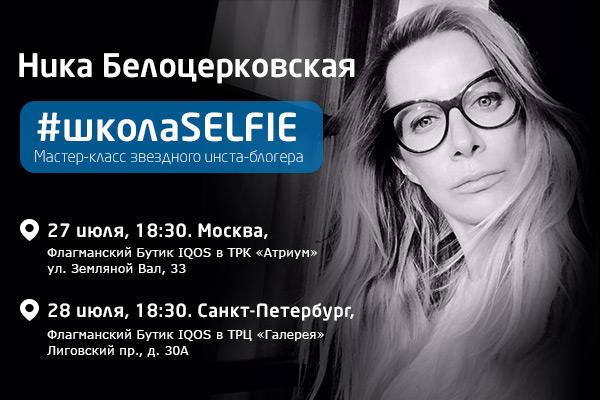 Ника Белоцерковская
#школаSELFIE
Мастер-класс звездного инста-блогера
27 июля, 18:30. Москва,
Флагманский Бутик IQOS в ТРК «Атриум»
ул. Земляной Вал, 33
28 июля, 18:30. Санкт-Петербург,
Флагманский Бутик IQOS в ТРЦ «Галерея»
Лиговский пр., д. 30А